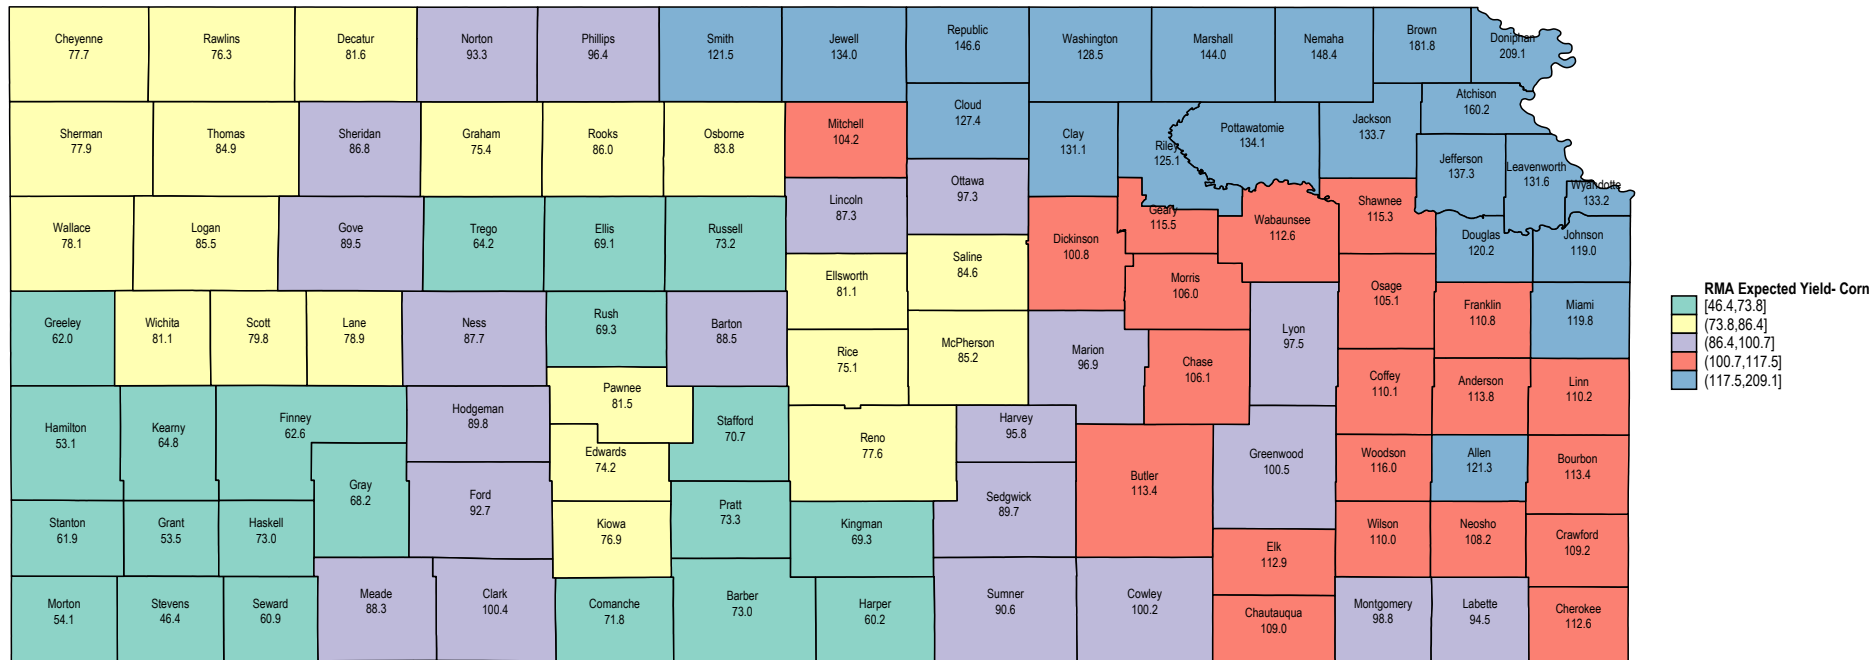 Cheyenne
77.7
Rawlins
76.3
Decatur
81.6
Norton
93.3
Phillips
96.4
Smith
121.5
Jewell
134.0
Republic
146.6
Washington
128.5
Marshall
144.0
Nemaha
148.4
Brown
181.8
Doniphan
209.1
Sherman
77.9
Thomas
84.9
Sheridan
86.8
Graham
75.4
Rooks
86.0
Osborne
83.8
Mitchell
104.2
Cloud
127.4
Clay
131.1
Riley
125.1
Pottawatomie
134.1
Jackson
133.7
Atchison
160.2
Jefferson
137.3
Leavenworth
131.6
Wyandotte
133.2
Wallace
78.1
Logan
85.5
Gove
89.5
Trego
64.2
Ellis
69.1
Russell
73.2
Lincoln
87.3
Ottawa
97.3
Saline
84.6
Ellsworth
81.1
Dickinson
100.8
Geary
115.5
Wabaunsee
112.6
Shawnee
115.3
Douglas
120.2
Johnson
119.0
Morris
106.0
Osage
105.1
Franklin
110.8
Miami
119.8
Greeley
62.0
Wichita
81.1
Scott
79.8
Lane
78.9
Ness
87.7
Rush
69.3
Barton
88.5
Rice
75.1
McPherson
85.2
Marion
96.9
Chase
106.1
Lyon
97.5
Coffey
110.1
Anderson
113.8
Linn
110.2
Hamilton
53.1
Kearny
64.8
Finney
62.6
Hodgeman
89.8
Pawnee
81.5
Stafford
70.7
Reno
77.6
Harvey
95.8
Edwards
74.2
Gray
68.2
Ford
92.7
Pratt
73.3
Sedgwick
89.7
Butler
113.4
Greenwood
100.5
Woodson
116.0
Allen
121.3
Bourbon
113.4
Stanton
61.9
Grant
53.5
Haskell
73.0
Kiowa
76.9
Kingman
69.3
Elk
112.9
Wilson
110.0
Neosho
108.2
Crawford
109.2
Morton
54.1
Stevens
46.4
Seward
60.9
Meade
88.3
Clark
100.4
Comanche
71.8
Barber
73.0
Harper
60.2
Sumner
90.6
Cowley
100.2
Chautauqua
109.0
Montgomery
98.8
Labette
94.5
Cherokee
112.6
RMA Expected Yield- Corn
[46.4,73.8]
(73.8,86.4]
(86.4,100.7]
(100.7,117.5]
(117.5,209.1]